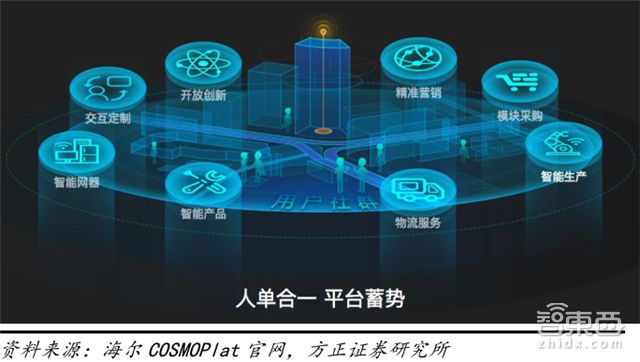 开放创新
精准营销
交互定制
模块采购
智能网器
智能生产
智能产品
物流服务
用户社群
人单合一 平台蓄势
智东西
zhidx.com
资料来源：海尔 COSMOPlat 官网，方正证券研究所